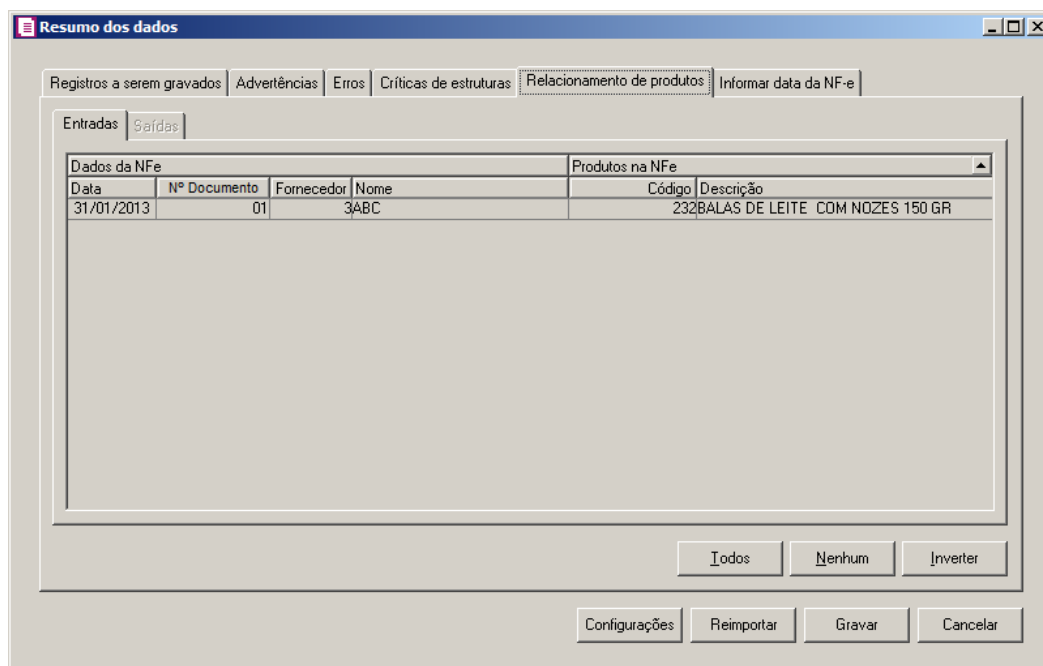 Resumo dos dados
Registros a serem gravados Advertências Erros Críticas de estruturas Relacionamento de produtos Informar data da NF-e
Entradas Saídas
Dados da NFe Produtos na NFe
Data Nº Documento Fornecedor Nome Código Descrição
31/01/2013 01 3 ABC 232 BALAS DE LEITE COM NOZES 150 GR
Todos Nenhum Inverter
Configurações Reimportar Gravar Cancelar